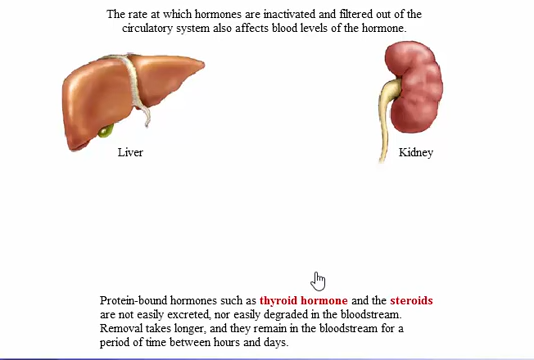 The rate at which hormones are inactivated and filtered out of the
circulatory system also affects blood levels of the hormone.
Liver
Kidney
Protein-bound hormones such as thyroid hormone and the steroids
are not easily excreted, nor easily degraded in the bloodstream.
Removal takes longer, and they remain in the bloodstream for a
period of time between hours and days.